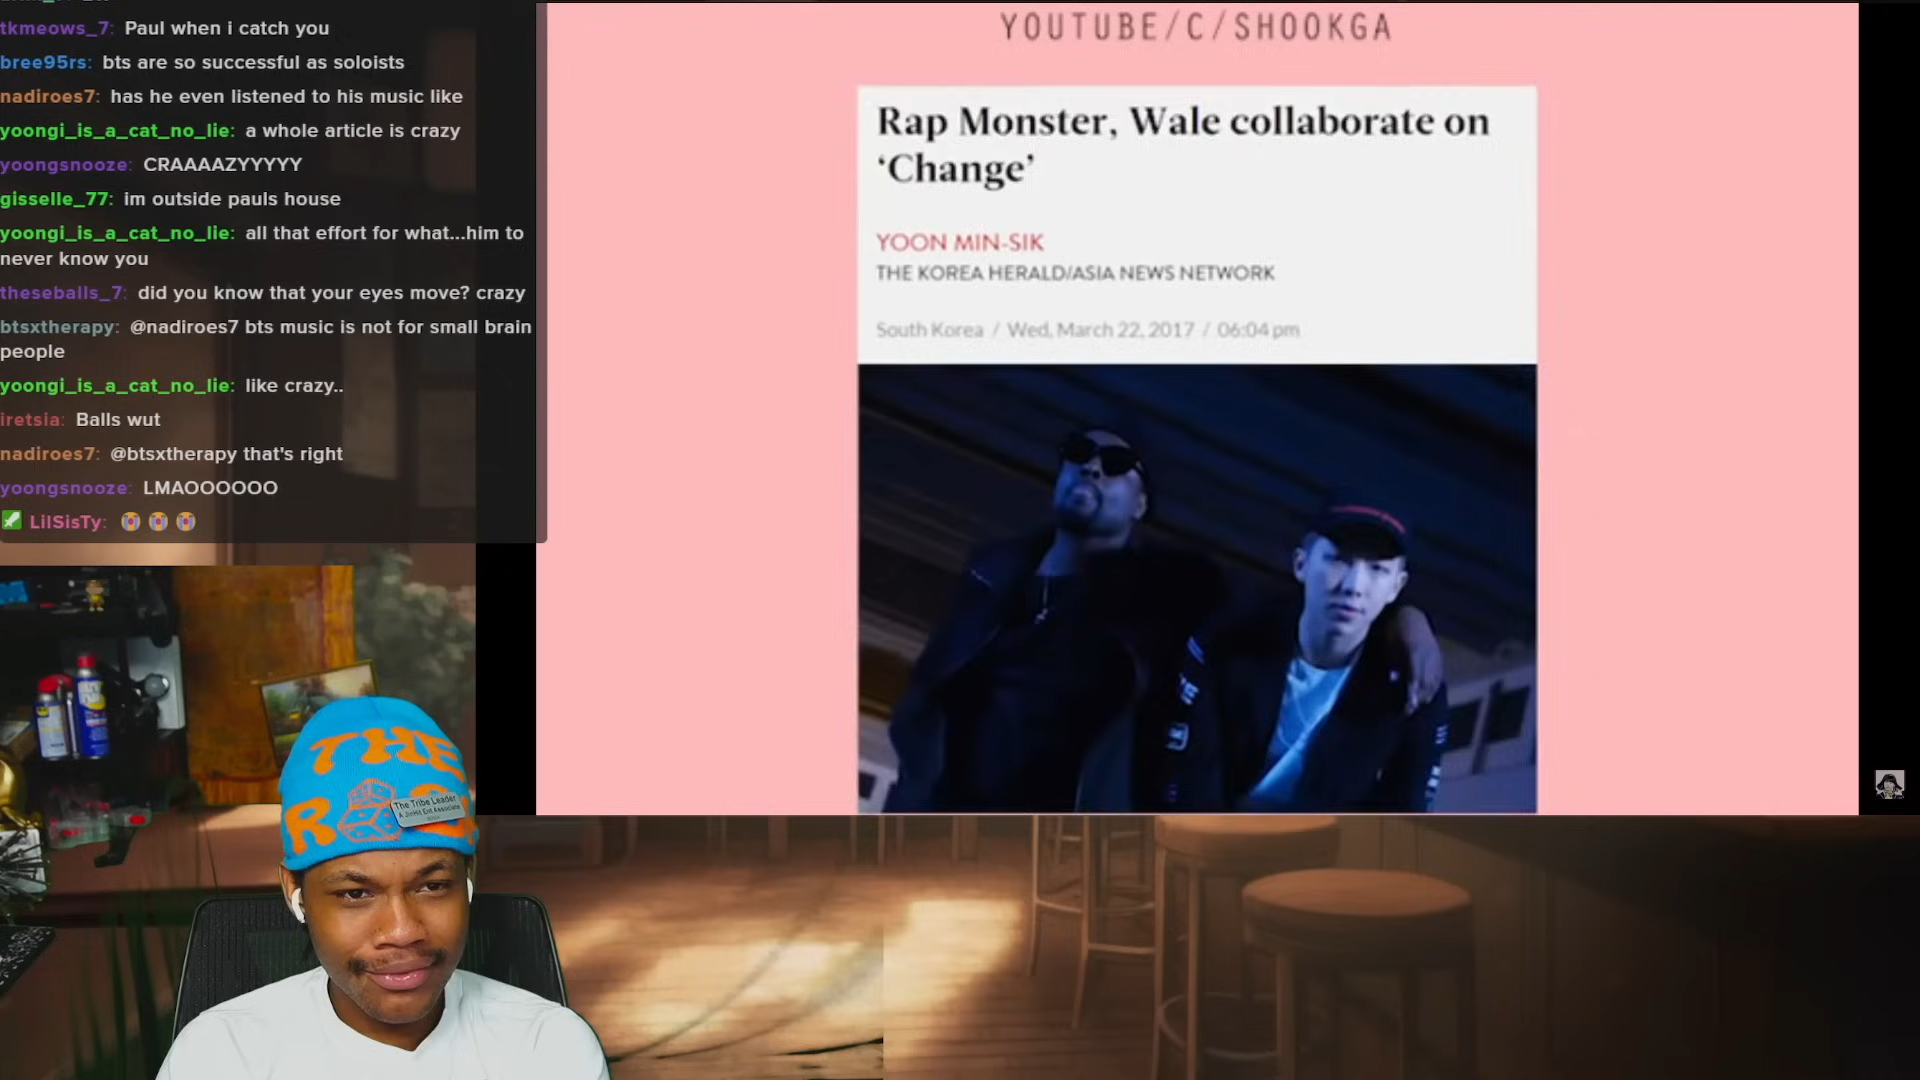 tkmeows_7: Paul when i catch you
bree95rs: bts are so successful as soloists
nadiroes7: has he even listened to his music like
yoongi_is_a_cat_no_lie: a whole article is crazy
yoongsnooze: CRAAAAZYYYYY
gisselle_77: im outside pauls house
yoongi_is_a_cat_no_lie: all that effort for what...him to
never know you
theseballs_7: did you know that your eyes move? crazy
btsxtherapy: @nadiroes7 bts music is not for small brain
people
yoongi_is_a_cat_no_lie: like crazy..
iretsia: Balls wut
nadiroes7: @btsxtherapy that's right
yoongsnooze: LMAOOOOOO
LilSisTy:
YOUTUBE/C/SHOOKGA
Rap Monster, Wale collaborate on
‘Change’
YOON MIN-SIK
THE KOREA HERALD/ASIA NEWS NETWORK
South Korea / Wed, March 22, 2017 / 06:04 pm
THE
The Tribe Leader